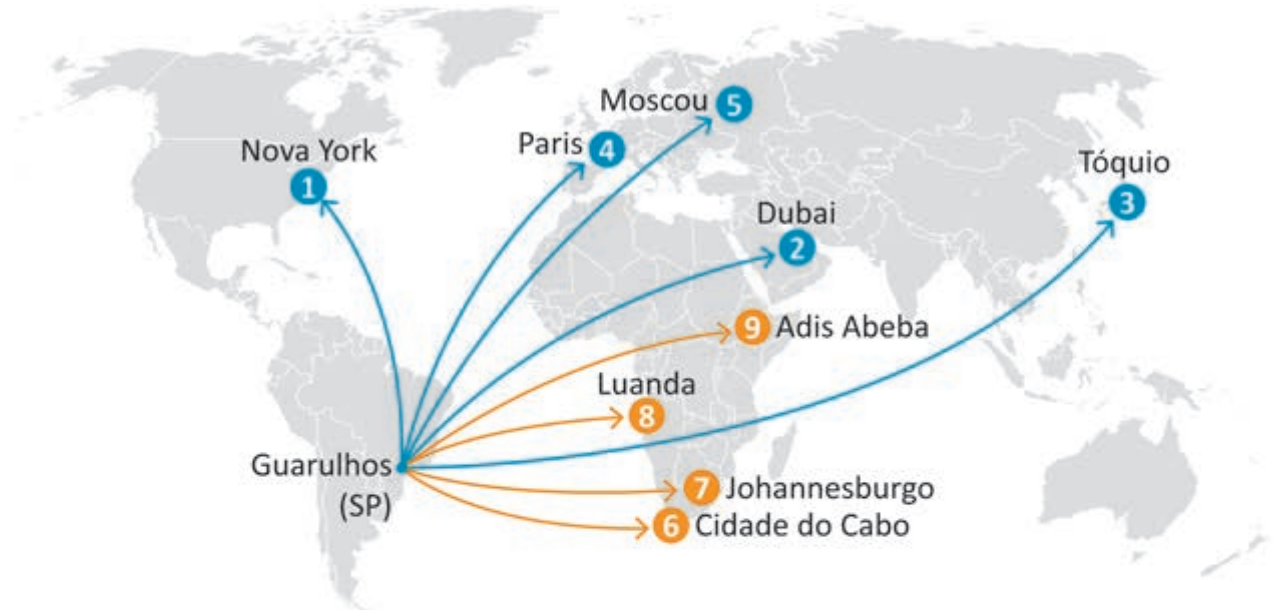 Moscou 5
Paris 4
Nova York
1
Tóquio
3
Dubai
2
9 Adis Abeba
Luanda
8
Guarulhos
(SP)
7 Johannesburgo
6 Cidade do Cabo